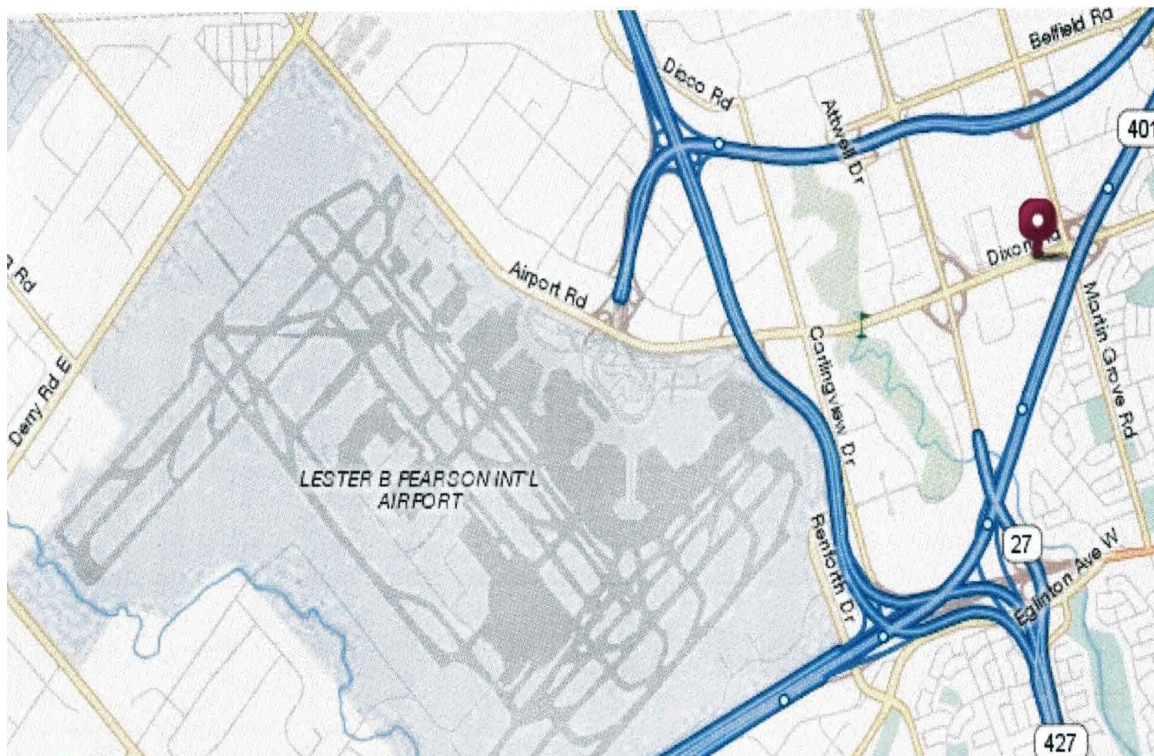 Belfield Rd
Disco Rd
Attwell Dr
401
Dixon
Airport Rd
Rd
Martin Grove Rd
Derry Rd E
Carlingview Dr
LESTER B PEARSON INT'L
AIRPORT
Renforth Dr
27
Eglinton Ave W
427